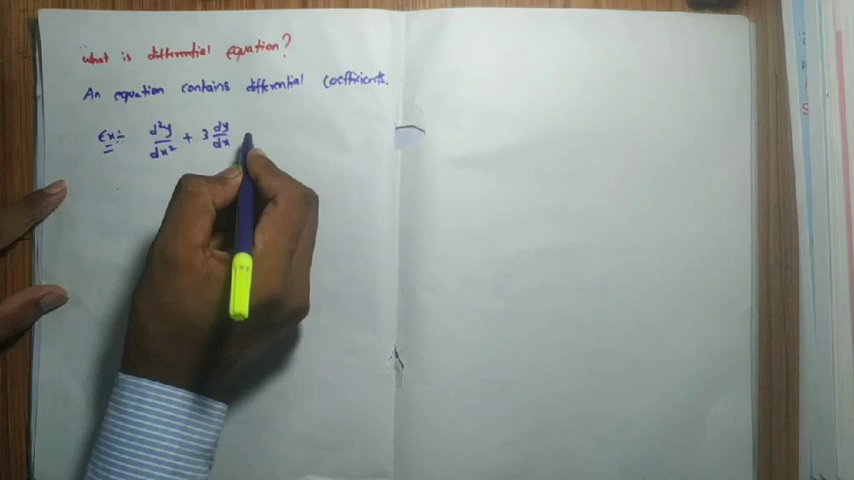 What is differential equation?
An equation contains differential coefficients.
Ex:- d²y/dx² + 3 dy/dx